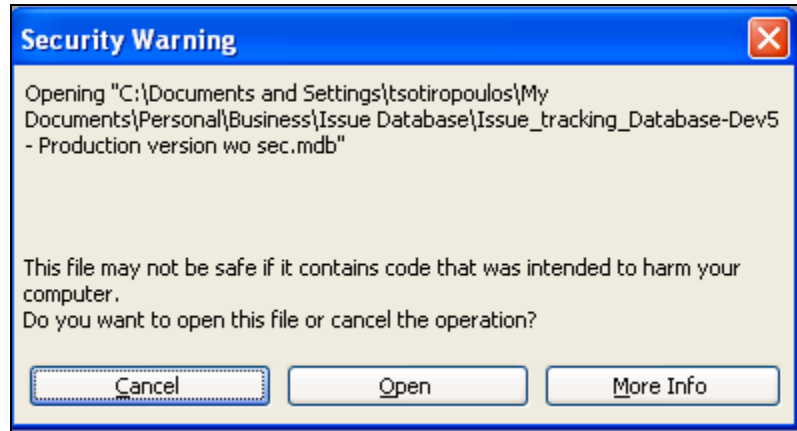 Security Warning
Opening "C:\Documents and Settings\tsotiropoulos\My
Documents\Personal\Business\Issue Database\Issue_tracking_Database-Dev5
- Production version wo sec.mdb"
This file may not be safe if it contains code that was intended to harm your
computer.
Do you want to open this file or cancel the operation?
Cancel Open More Info